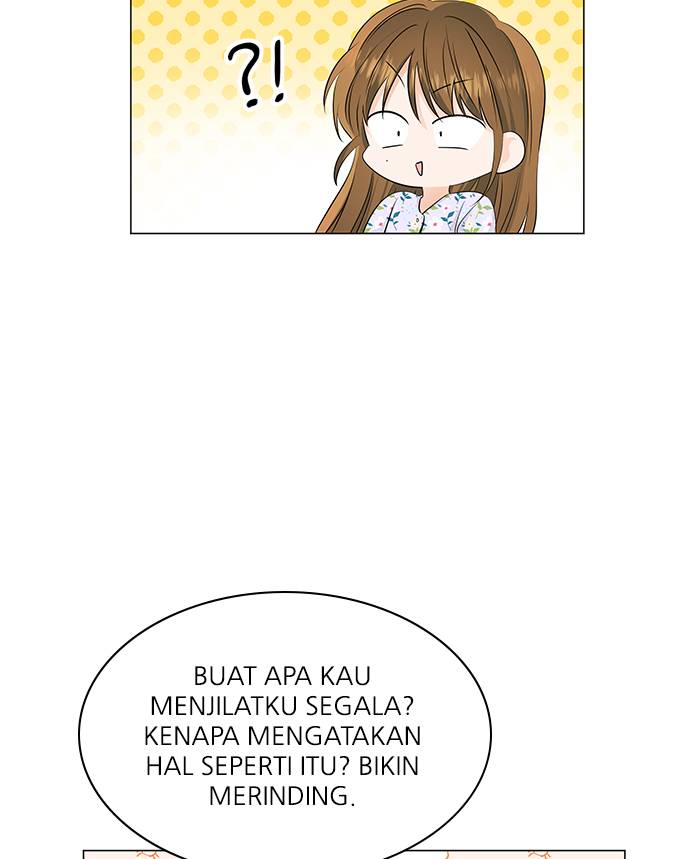 ?!
BUAT APA KAU
MENJILATKU SEGALA?
KENAPA MENGATAKAN
HAL SEPERTI ITU? BIKIN
MERINDING.